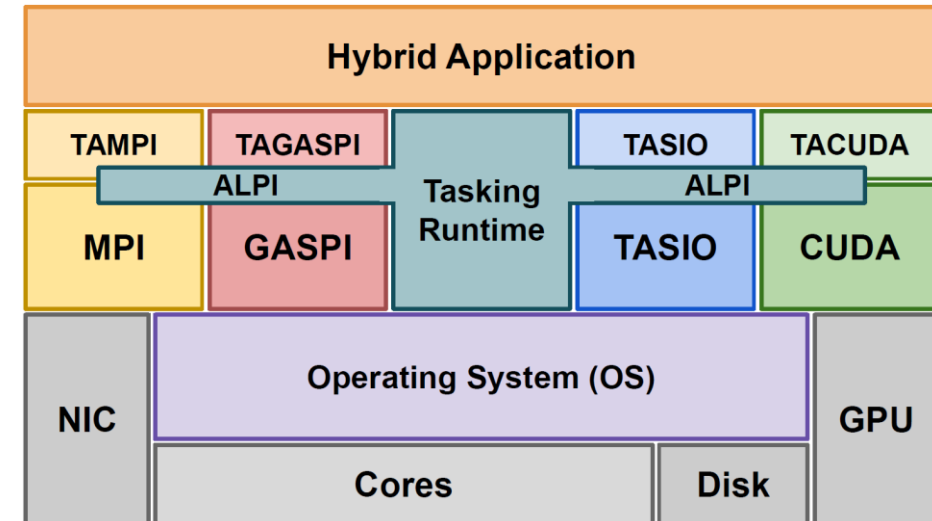 Hybrid Application
TAMPI
TAGASPI
TASIO
TACUDA
ALPI
Tasking
Runtime
ALPI
MPI
GASPI
TASIO
CUDA
NIC
Operating System (OS)
GPU
Cores
Disk